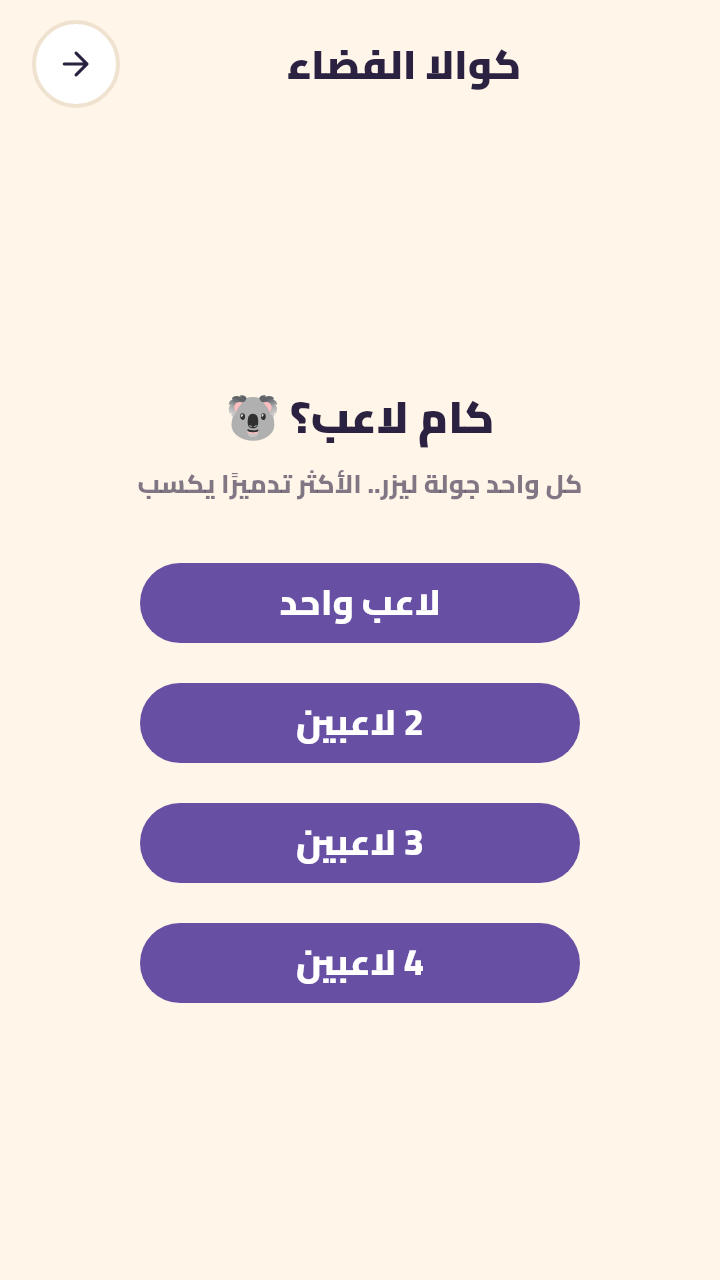 كوالا الفضاء
كام لاعب؟ 🐨
كل واحد جولة ليزر.. الأكثر تدميرًا يكسب
لاعب واحد
2 لاعبين
3 لاعبين
4 لاعبين